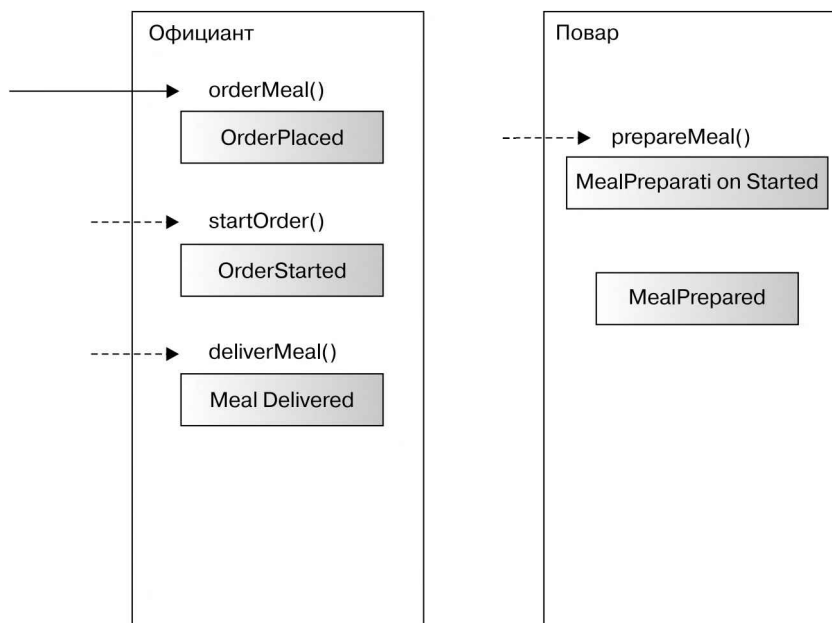 Официант
orderMeal()
OrderPlaced
startOrder()
OrderStarted
deliverMeal()
Meal Delivered
Повар
prepareMeal()
MealPreparati on Started
MealPrepared